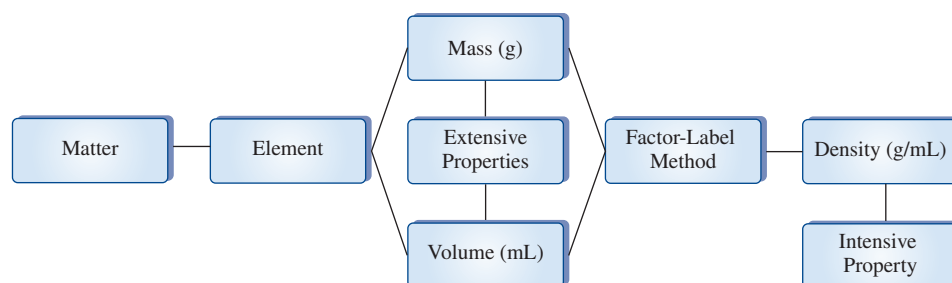 Matter
Element
Mass (g)
Extensive
Properties
Volume (mL)
Factor-Label
Method
Density (g/mL)
Intensive
Property